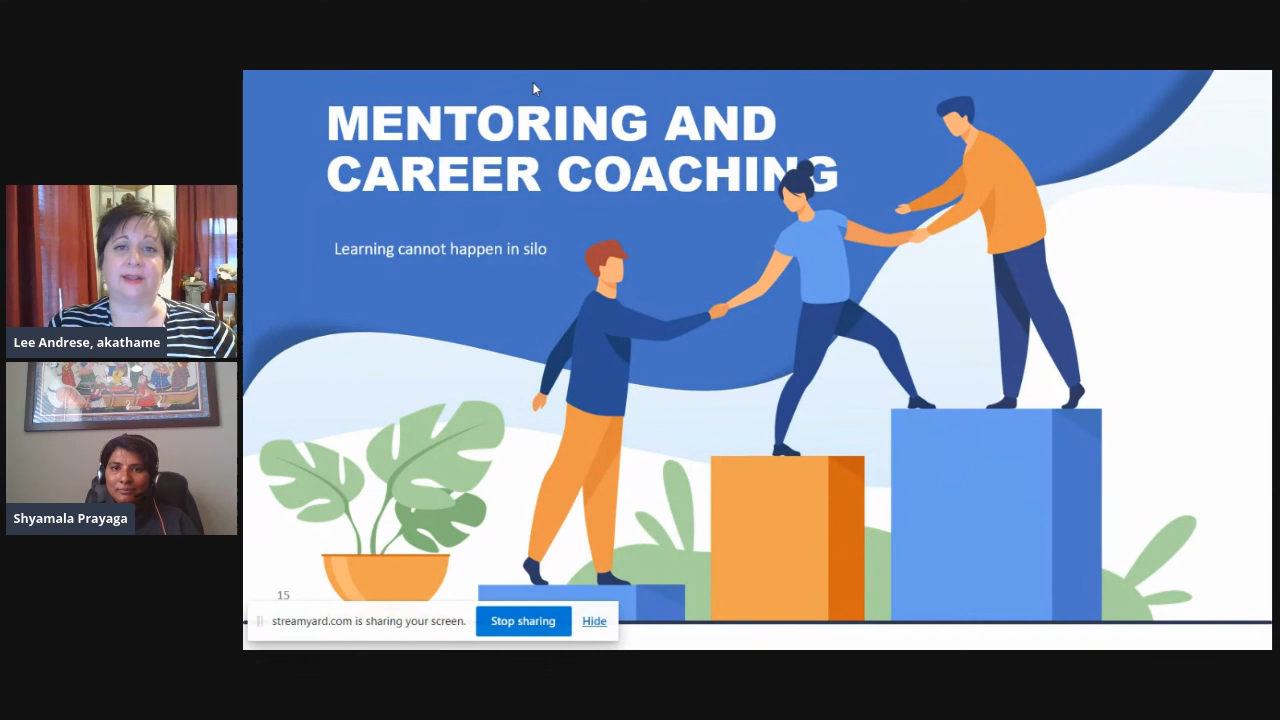 MENTORING AND
CAREER COACHING
Learning cannot happen in silo
Lee Andrese, akathame
Shyamala Prayaga
15
streamyard.com is sharing your screen.
Stop sharing
Hide